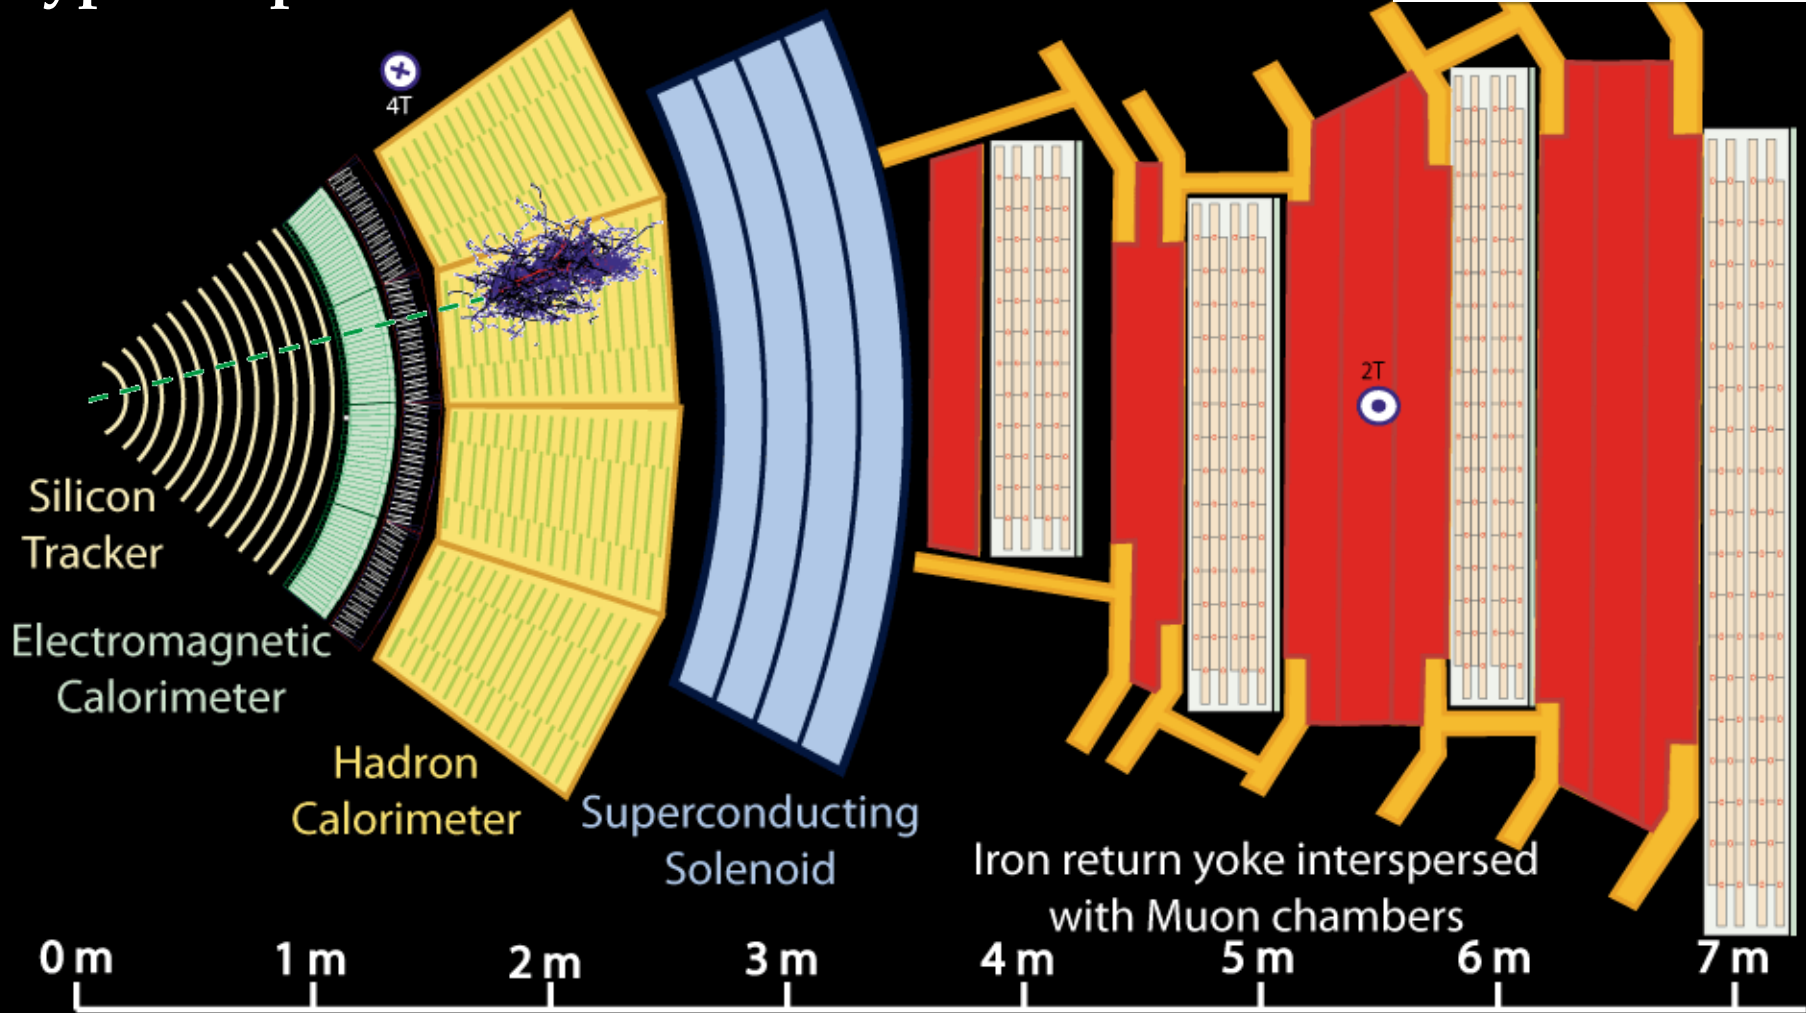 4T
2T
Silicon
Tracker
Electromagnetic
Calorimeter
Hadron
Calorimeter
Superconducting
Solenoid
Iron return yoke interspersed
with Muon chambers
0 m 1 m 2 m 3 m 4 m 5 m 6 m 7 m